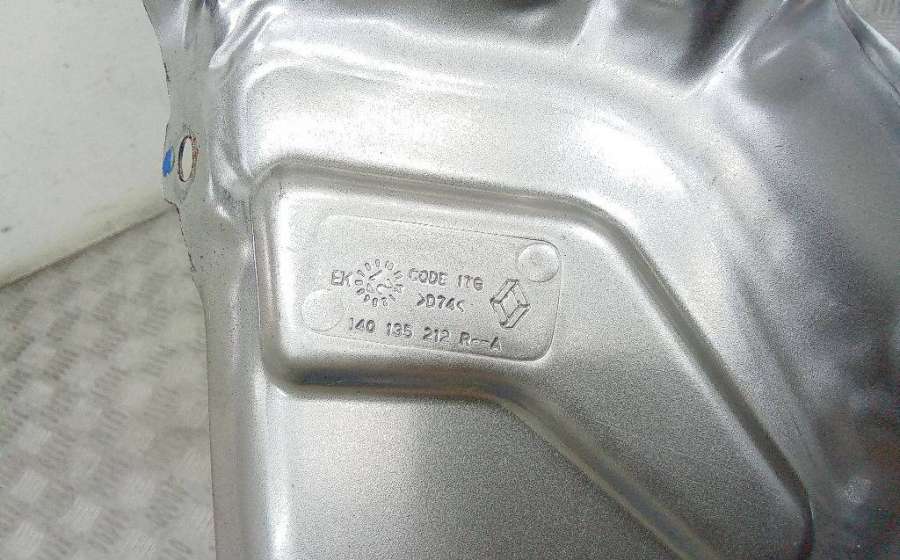 EK CODE ITG
>D74<
140 135 212 R--A